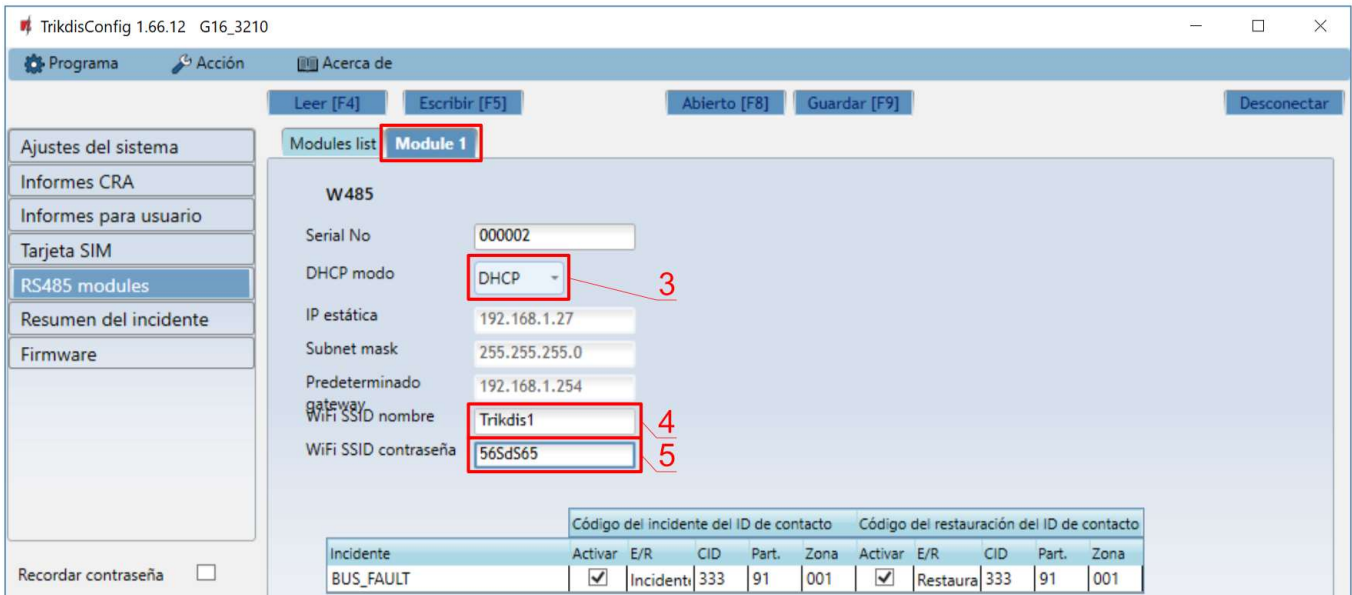 TrikdisConfig 1.66.12 G16_3210
Programa Acción Acerca de
Leer [F4] Escribir [F5] Abierto [F8] Guardar [F9] Desconectar
Ajustes del sistema
Informes CRA
Informes para usuario
Tarjeta SIM
RS485 modules
Resumen del incidente
Firmware
Recordar contraseña
Modules list Module 1
W485
Serial No 000002
DHCP modo DHCP 3
IP estática 192.168.1.27
Subnet mask 255.255.255.0
Predeterminado 192.168.1.254
gateway
WiFi SSID nombre Trikdis1 4
WiFi SSID contraseña 56SdS65 5
Código del incidente del ID de contacto Código del restauración del ID de contacto
Incidente Activar E/R CID Part. Zona Activar E/R CID Part. Zona
BUS_FAULT Incident 333 91 001 Restaura 333 91 001